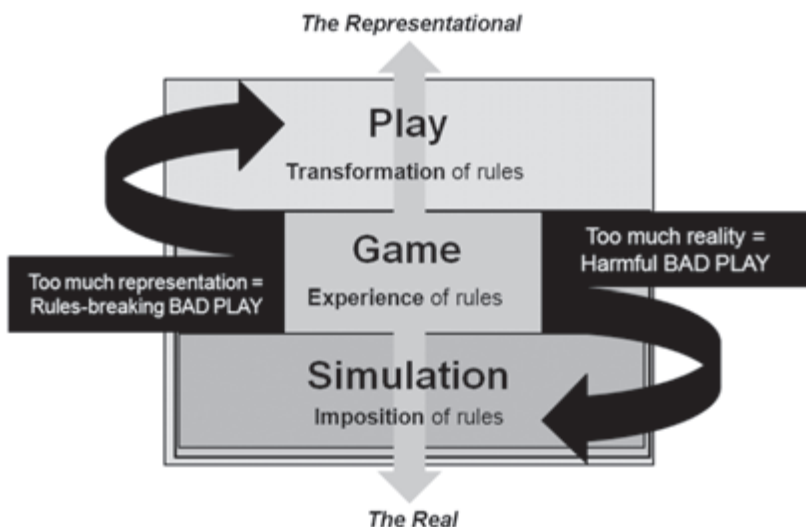 The Representational
Play
Transformation of rules
Game
Experience of rules
Too much reality =
Harmful BAD PLAY
Too much representation =
Rules-breaking BAD PLAY
Simulation
Imposition of rules
The Real